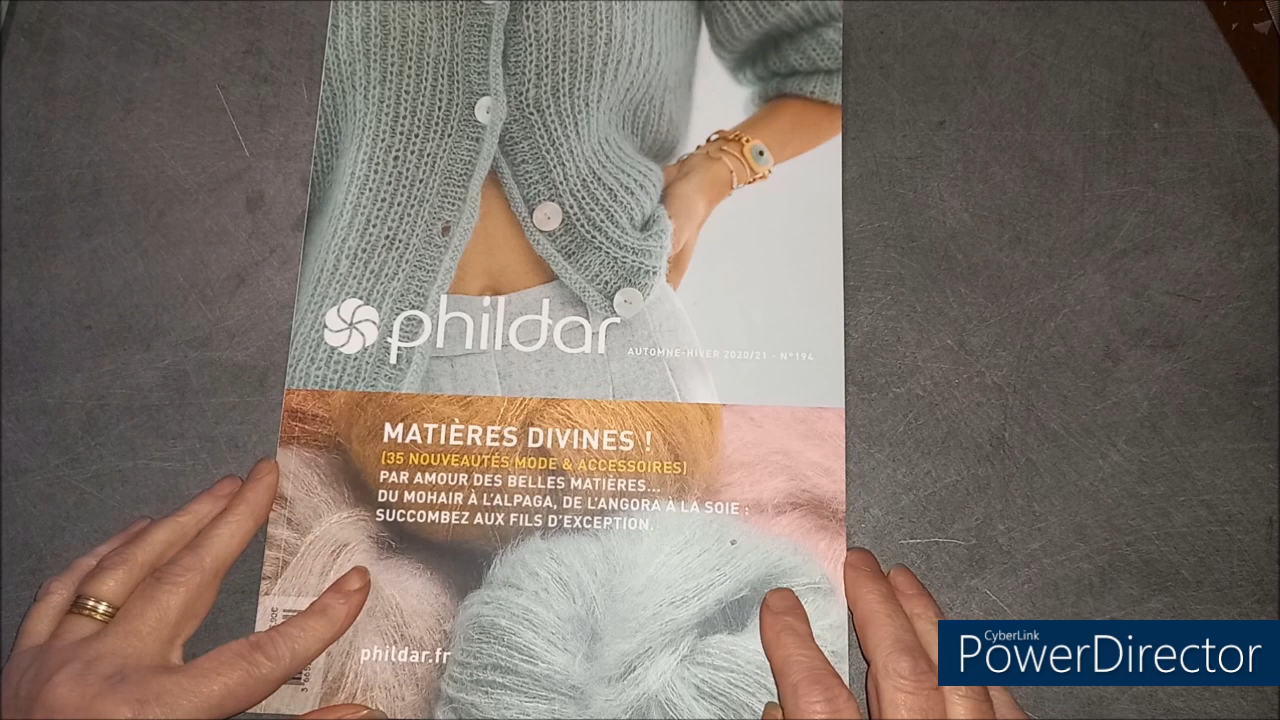 phildar
AUTOMNE-HIVER 2020/21 - N°194
MATIÈRES DIVINES !
(35 NOUVEAUTÉS MODE & ACCESSOIRES)
PAR AMOUR DES BELLES MATIÈRES...
DU MOHAIR À L'ALPAGA, DE L'ANGORA À LA SOIE :
SUCCOMBEZ AUX FILS D'EXCEPTION.
phildar.fr
CyberLink
PowerDirector